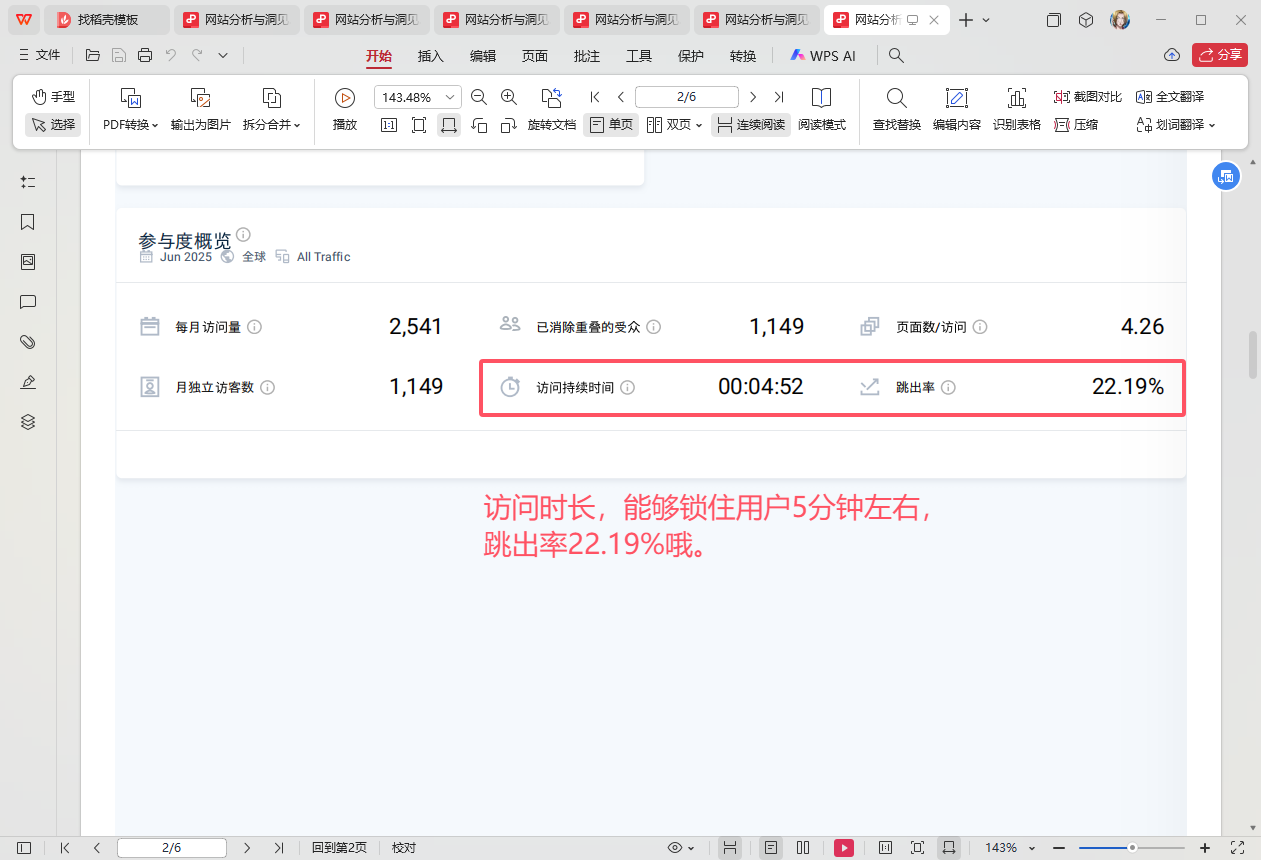 找稻壳模板
网站分析与洞见
网站分析与洞见
网站分析与洞见
网站分析与洞见
网站分析与洞见
网站分析
文件
开始
插入
编辑
页面
批注
工具
保护
转换
WPS AI
分享
手型
选择
PDF转换
输出为图片
拆分合并
播放
143.48%
1:1
旋转文档
2/6
单页
双页
连续阅读
阅读模式
查找替换
编辑内容
识别表格
截图对比
压缩
全文翻译
划词翻译
参与度概览
Jun 2025 全球 All Traffic
每月访问量 2,541
已消除重叠的受众 1,149
页面数/访问 4.26
月独立访客数 1,149
访问持续时间 00:04:52
跳出率 22.19%
访问时长，能够锁住用户5分钟左右，
跳出率22.19%哦。
2/6
回到第2页
校对
143%